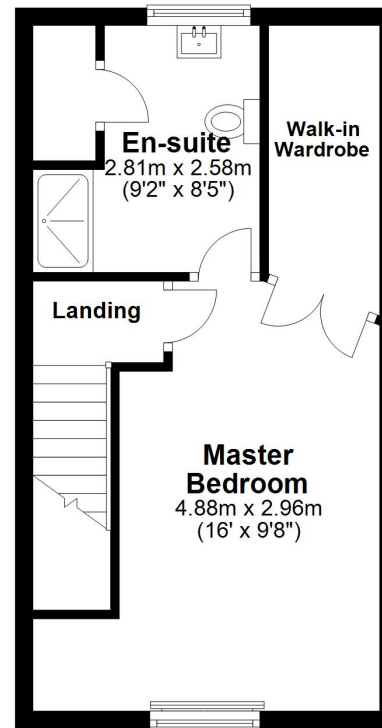 En-suite
2.81m x 2.58m
(9'2" x 8'5")
Walk-in
Wardrobe
Landing
Master
Bedroom
4.88m x 2.96m
(16' x 9'8")